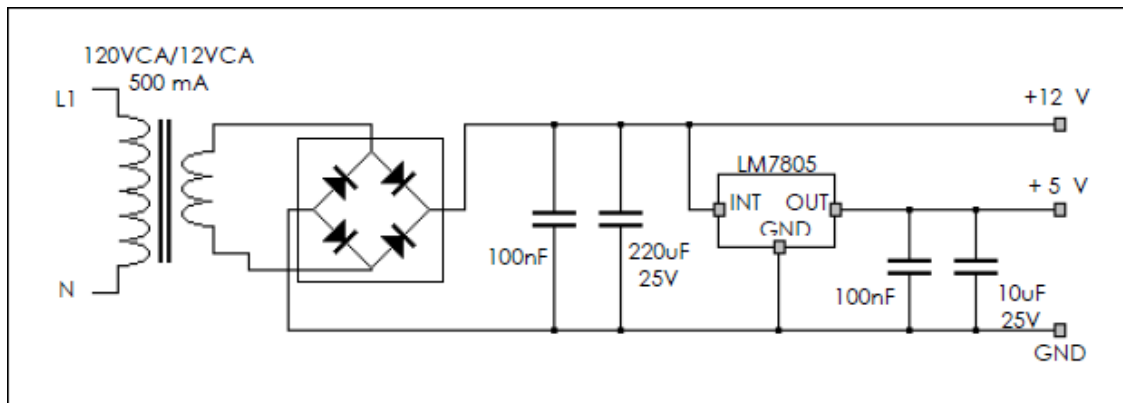 120VCA/12VCA
500 mA
L1
N
+12 V
LM7805
INT OUT
GND
+ 5 V
100nF
220uF
25V
100nF
10uF
25V
GND